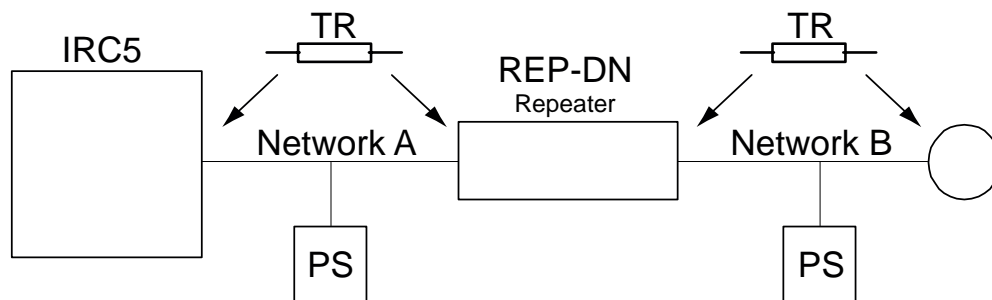 TR
TR
IRC5
REP-DN
Repeater
Network A
Network B
PS
PS